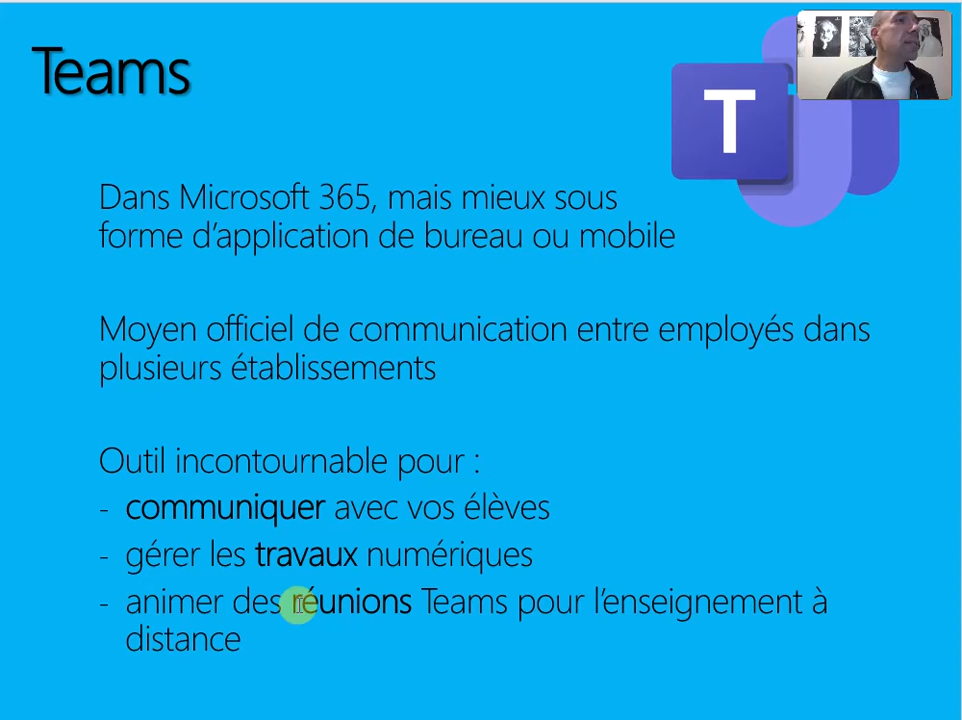 Teams
T
Dans Microsoft 365, mais mieux sous
forme d’application de bureau ou mobile
Moyen officiel de communication entre employés dans
plusieurs établissements
Outil incontournable pour :
- communiquer avec vos élèves
- gérer les travaux numériques
- animer des réunions Teams pour l’enseignement à
distance